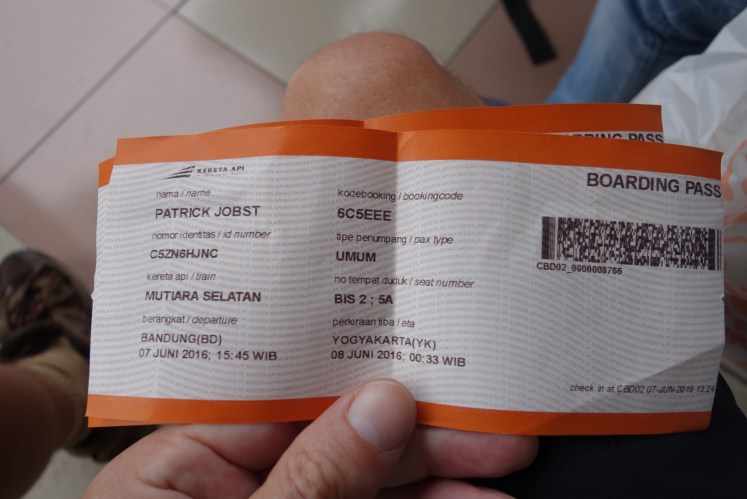 RDING PASS
KERETA API
BOARDING PASS
nama / name
PATRICK JOBST
kodebooking / bookingcode
6C5EEE
nomor identitas / id number
C5ZN6HJNC
tipe penumpang / pax type
UMUM
kereta api / train
MUTIARA SELATAN
no tempat duduk / seat number
BIS 2 ; 5A
berangkat / departure
BANDUNG(BD)
07 JUNI 2016; 15:45 WIB
perkiraan tiba / eta
YOGYAKARTA(YK)
08 JUNI 2016; 00:33 WIB
CBD02_0000008766
check in at CBD02 07-JUN-2016 13:24